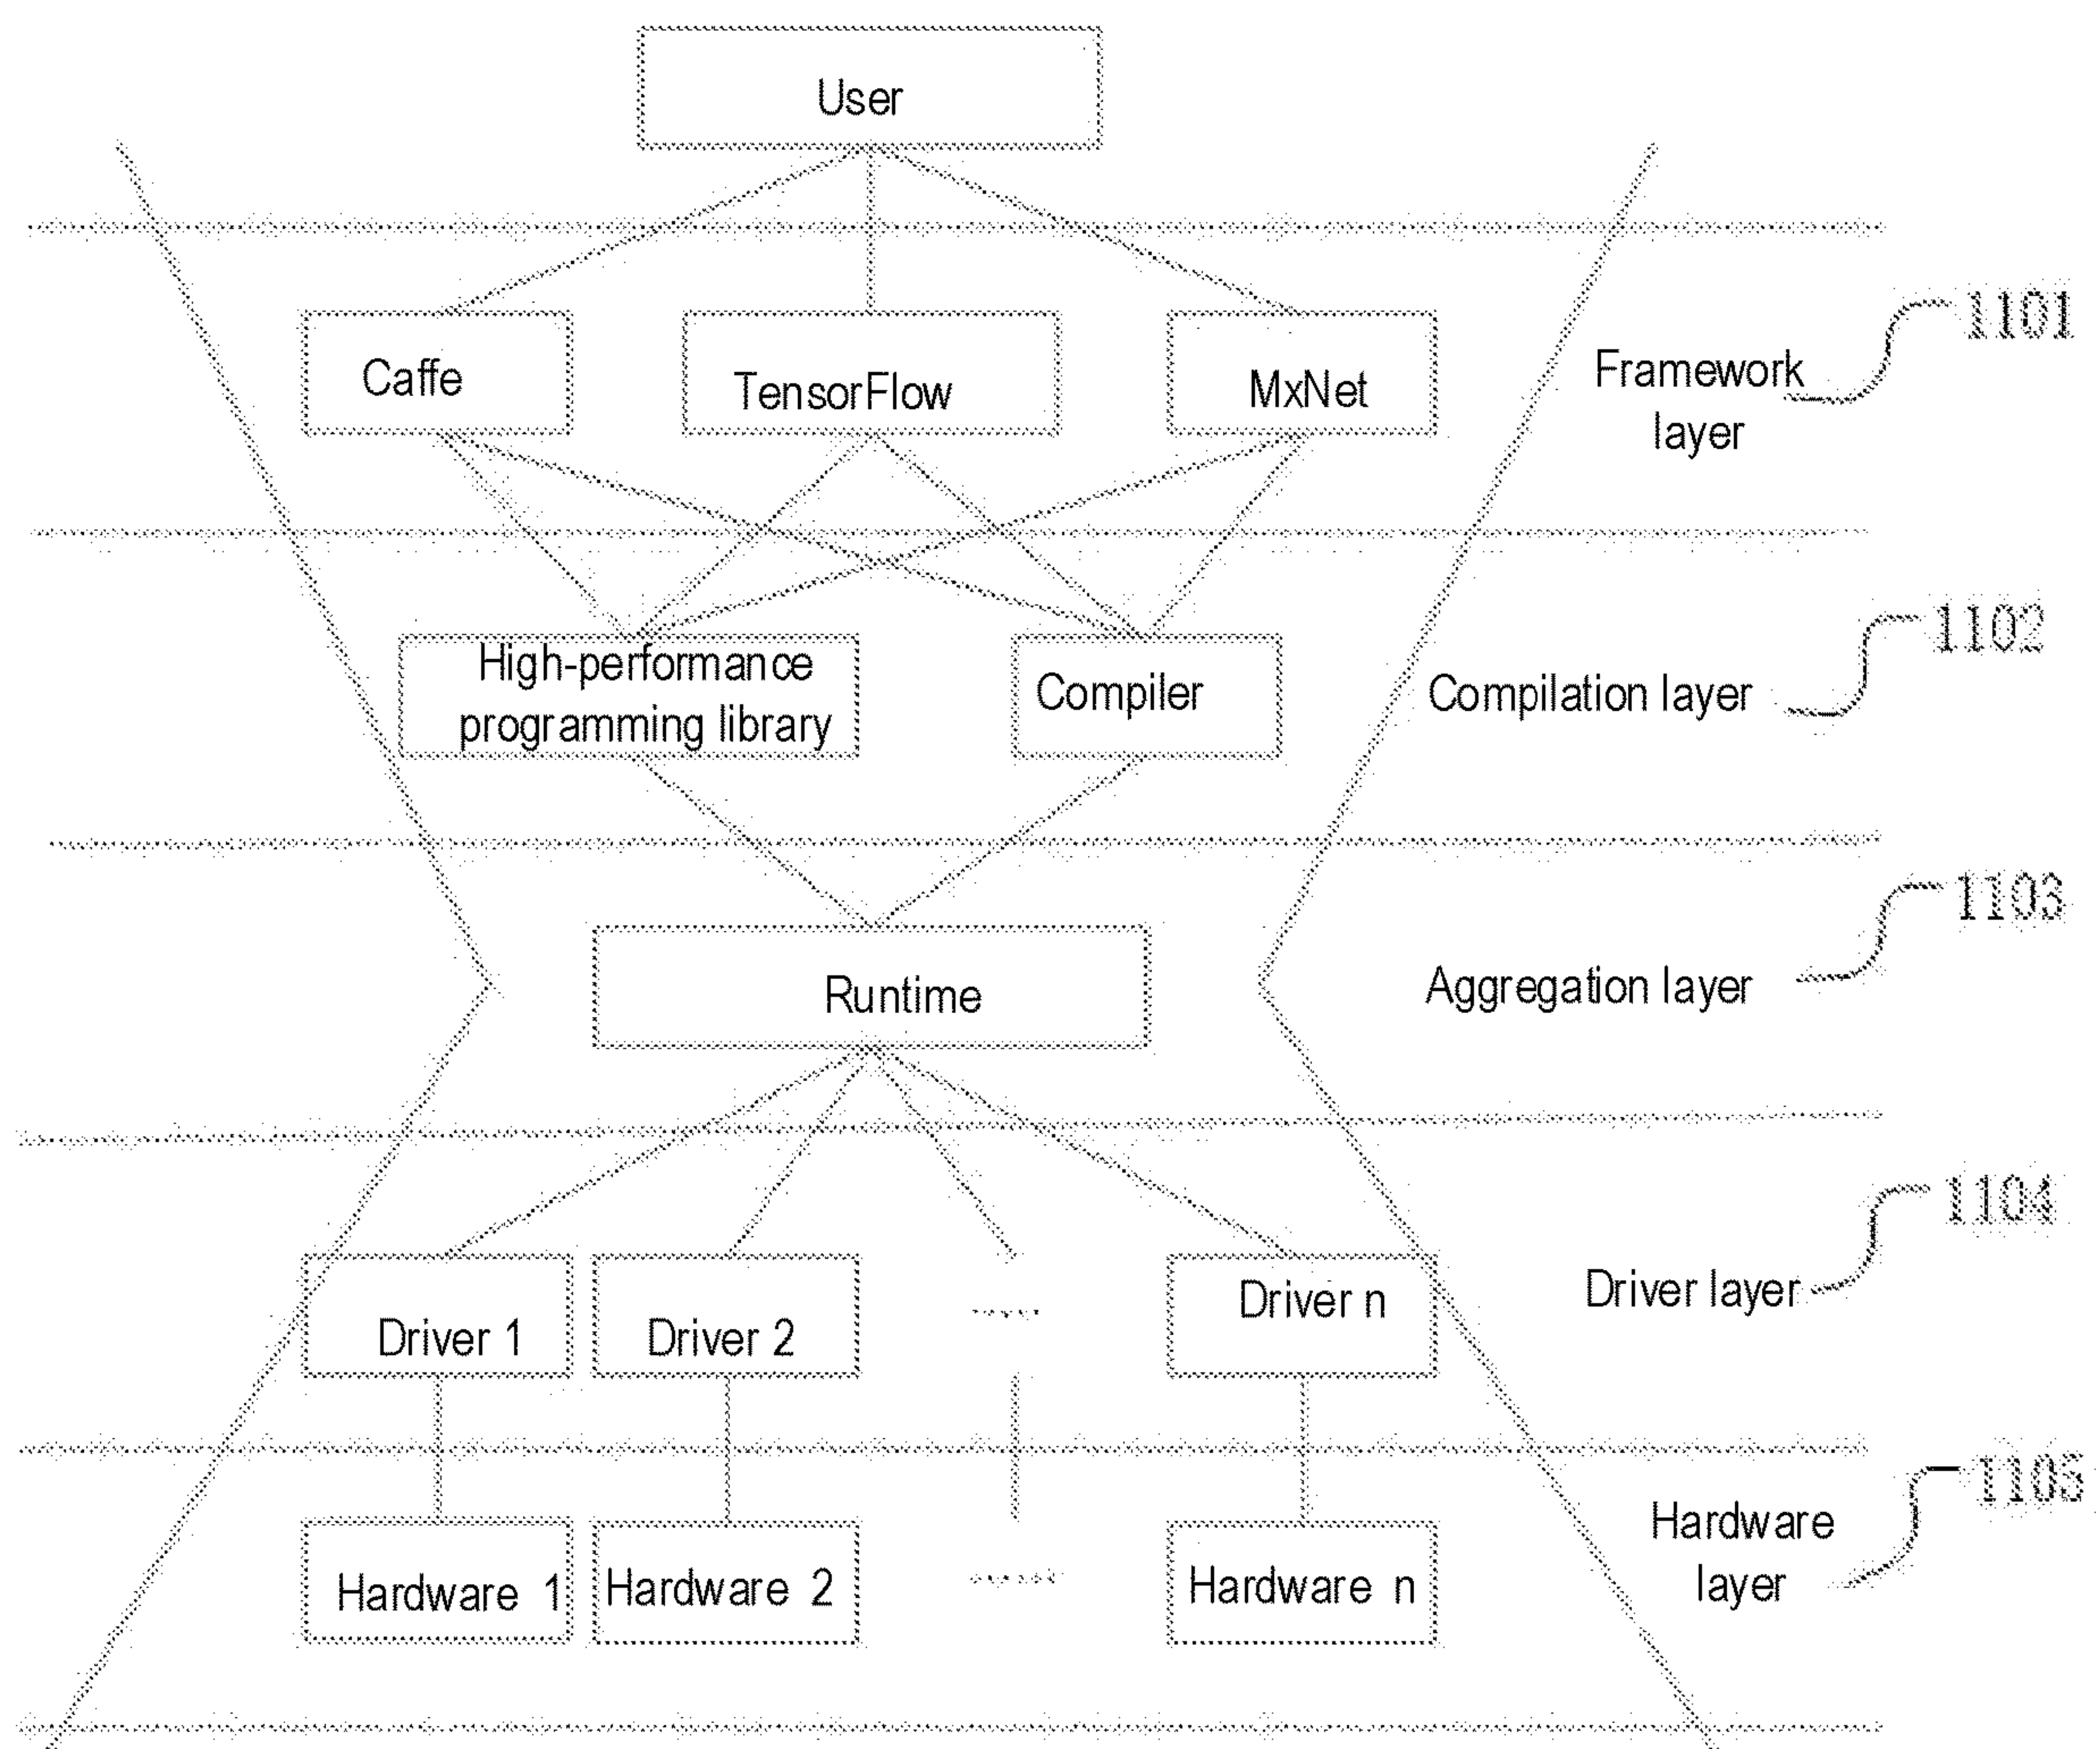 User
1101
Caffe
TensorFlow
MxNet
Framework
layer
1102
High-performance
programming library
Compiler
Compilation layer
1103
Runtime
Aggregation layer
1104
Driver 1
Driver 2
Driver n
Driver layer
1105
Hardware 1
Hardware 2
Hardware n
Hardware
layer